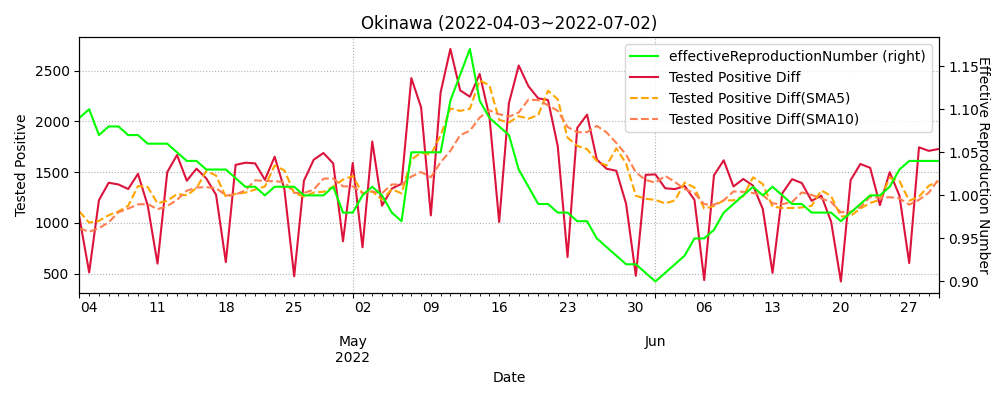 Okinawa (2022-04-03~2022-07-02)
effectiveReproductionNumber (right)
Tested Positive Diff
Tested Positive Diff(SMA5)
Tested Positive Diff(SMA10)
Tested Positive
2500
2000
1500
1000
500
Effective Reproduction Number
1.15
1.10
1.05
1.00
0.95
0.90
04 11 18 25 02 09 16 23 30 06 13 20 27
May Jun
2022
Date